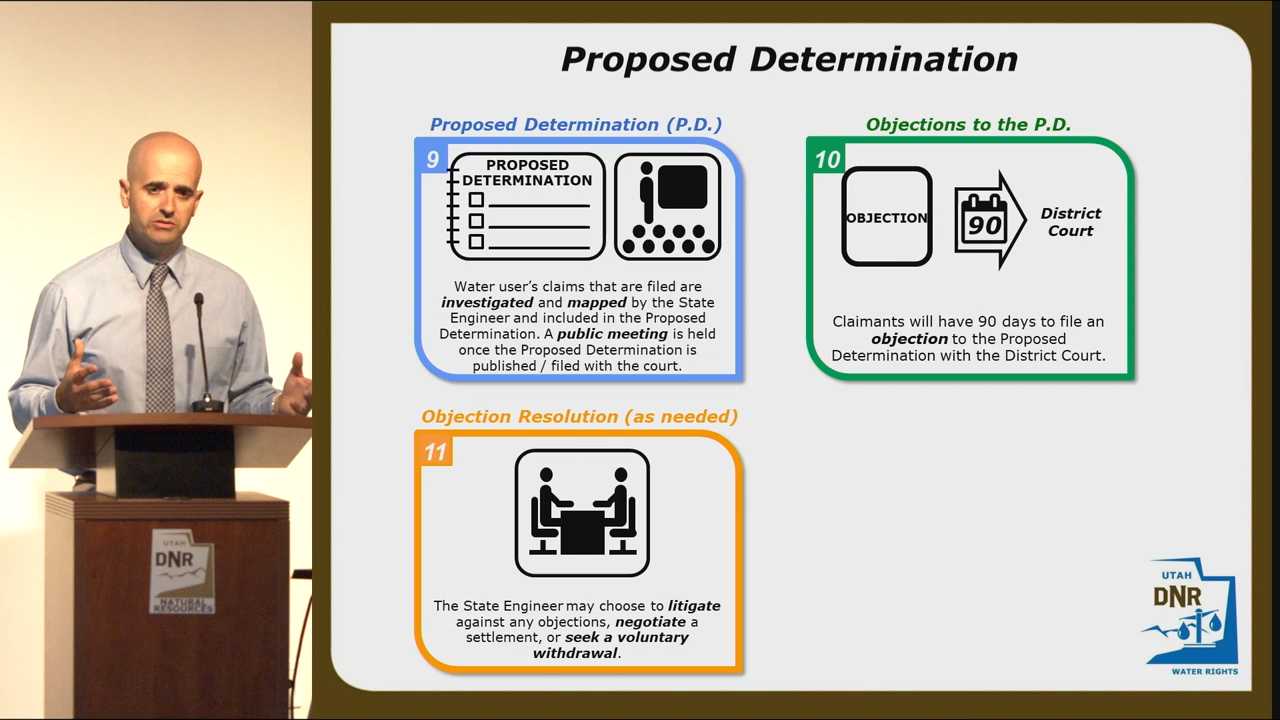 Proposed Determination
Proposed Determination (P.D.)
9
PROPOSED
DETERMINATION
Water user's claims that are filed are
investigated and mapped by the State
Engineer and included in the Proposed
Determination. A public meeting is held
once the Proposed Determination is
published / filed with the court.
Objections to the P.D.
10
OBJECTION
90
District
Court
Claimants will have 90 days to file an
objection to the Proposed
Determination with the District Court.
Objection Resolution (as needed)
11
The State Engineer may choose to litigate
against any objections, negotiate a
settlement, or seek a voluntary
withdrawal.
UTAH
DNR
WATER RIGHTS
UTAH
DNR
NATURAL
RESOURCES